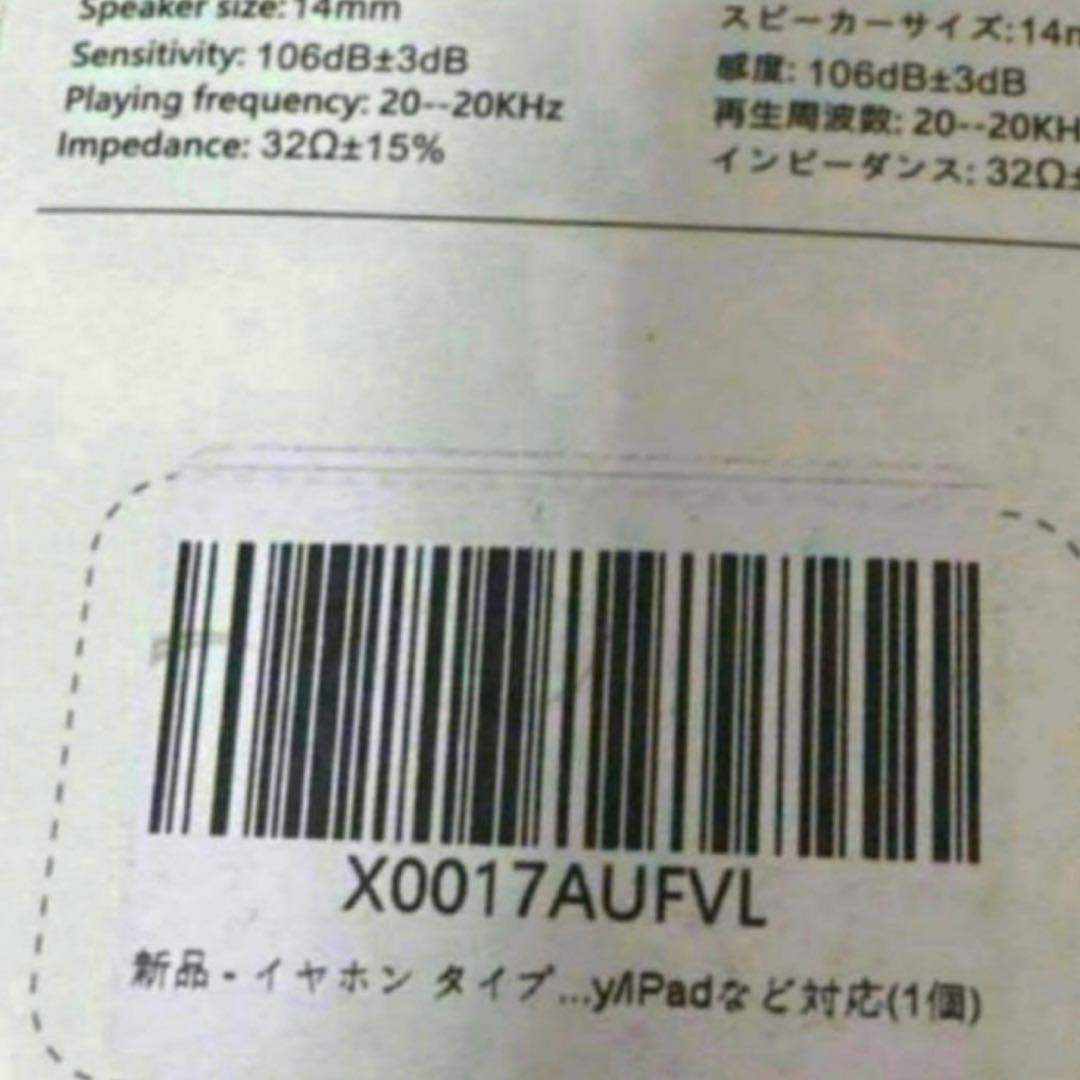 Speaker size: 14mm
Sensitivity: 106dB±3dB
Playing frequency: 20--20KHz
Impedance: 32Ω±15%
スピーカーサイズ: 14m
感度: 106dB±3dB
再生周波数: 20--20KH
インピーダンス: 32Ω±
X0017AUFVL
新品 - イヤホン タイプ...y/iPadなど対応(1個)